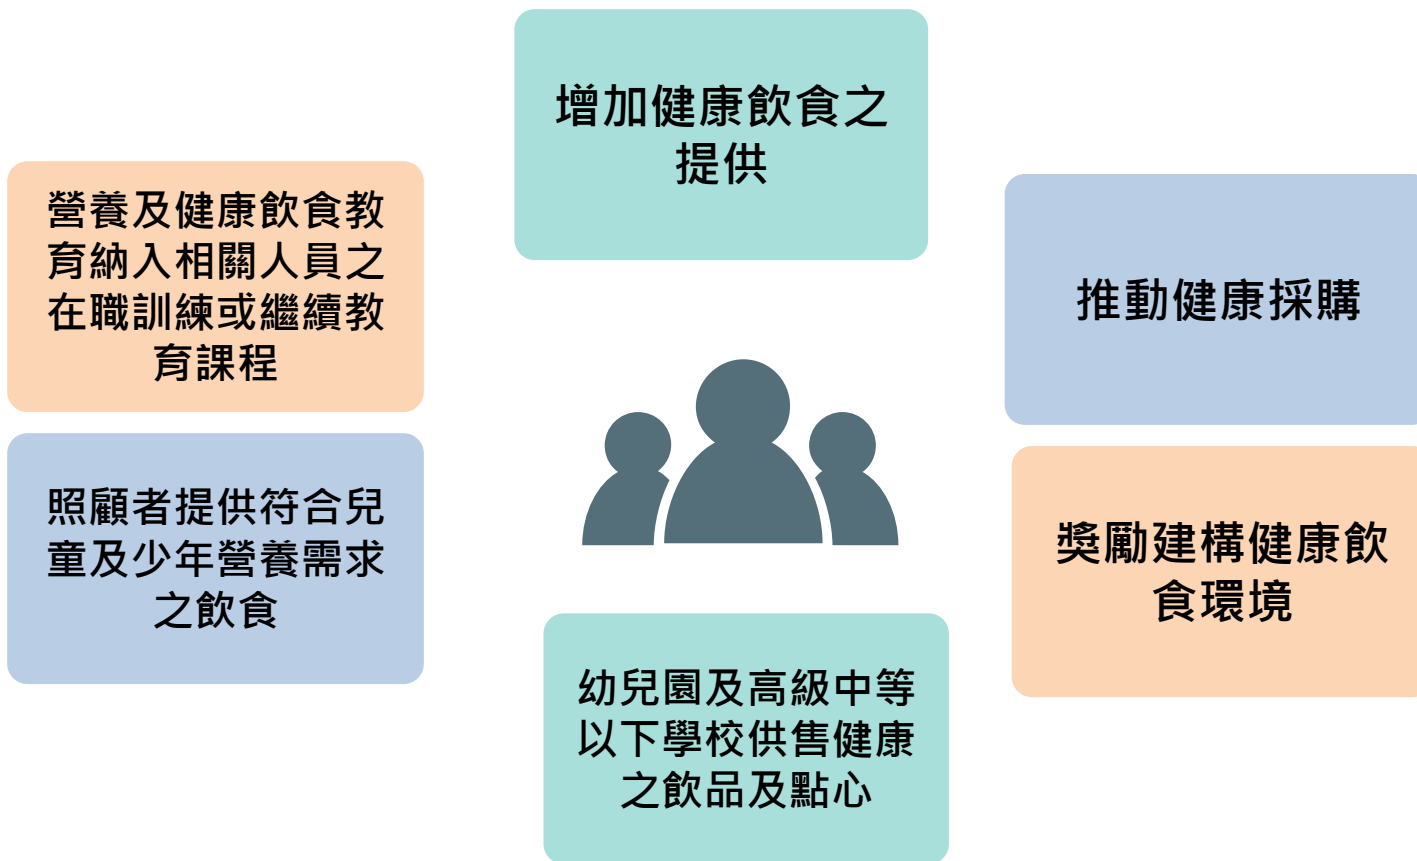 增加健康飲食之
提供
營養及健康飲食教
育納入相關人員之
在職訓練或繼續教
育課程
推動健康採購
照顧者提供符合兒
童及少年營養需求
之飲食
獎勵建構健康飲
食環境
幼兒園及高級中等
以下學校供售健康
之飲品及點心